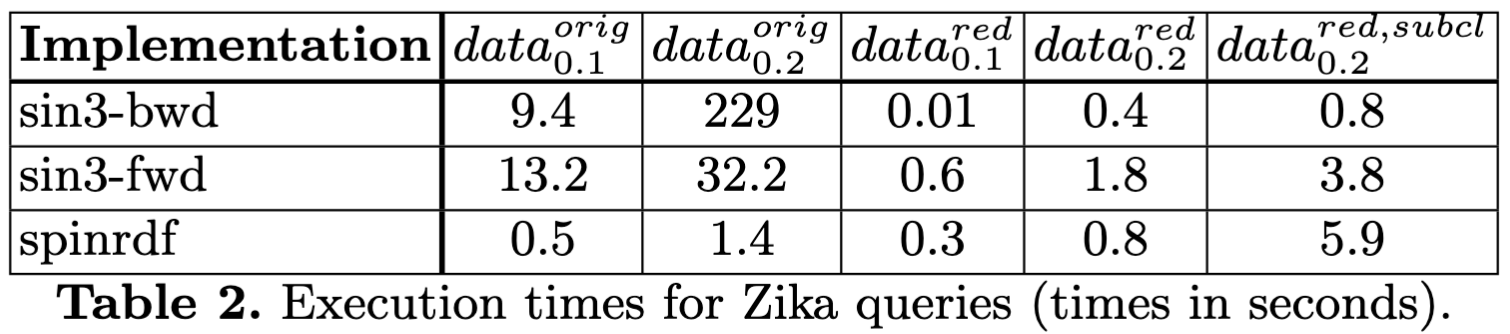 Implementation data_{0.1}^{orig} data_{0.2}^{orig} data_{0.1}^{red} data_{0.2}^{red} data_{0.2}^{red,subcl}
sin3-bwd 9.4 229 0.01 0.4 0.8
sin3-fwd 13.2 32.2 0.6 1.8 3.8
spinrdf 0.5 1.4 0.3 0.8 5.9
Table 2. Execution times for Zika queries (times in seconds).